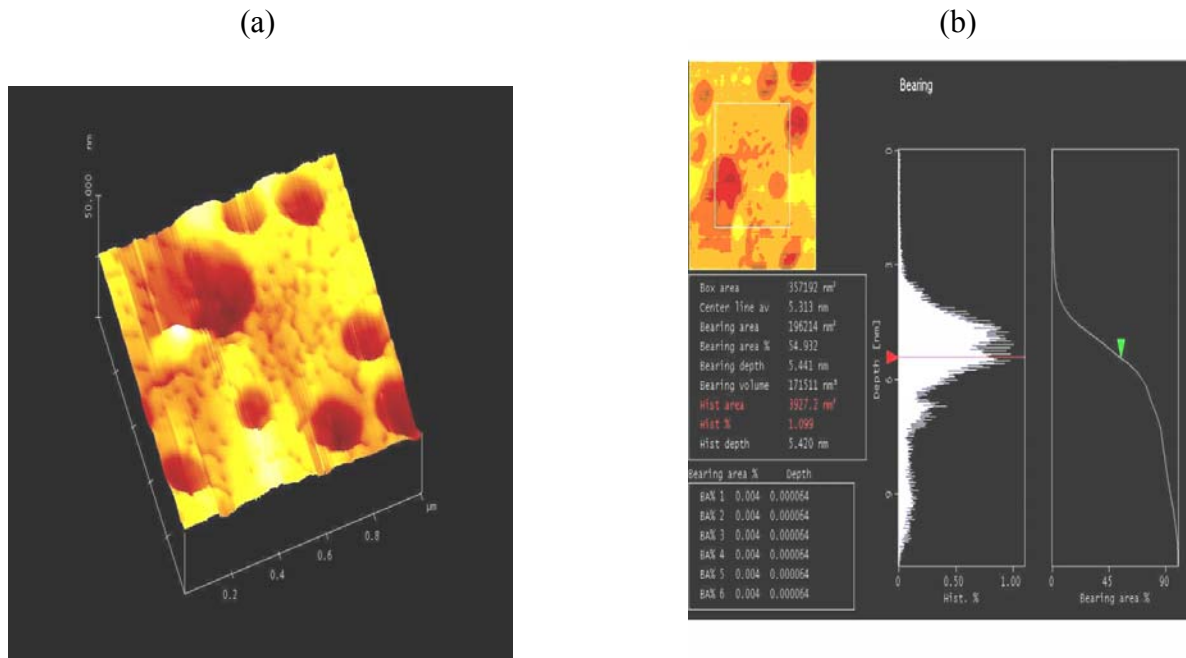 (a)
(b)
50.000 nm
0.2
0.4
0.6
0.8
µm
Bearing
Box area 357192 nm²
Center line av 5.313 nm
Bearing area 196214 nm²
Bearing area % 54.932
Bearing depth 5.441 nm
Bearing volume 171511 nm³
Hist area 3927.2 nm²
Hist % 1.099
Hist depth 5.420 nm
Bearing area % Depth
BA% 1 0.004 0.000064
BA% 2 0.004 0.000064
BA% 3 0.004 0.000064
BA% 4 0.004 0.000064
BA% 5 0.004 0.000064
BA% 6 0.004 0.000064
Depth [nm]
0
3
6
9
0 0.50 1.00
Hist. %
0 45 90
Bearing area %